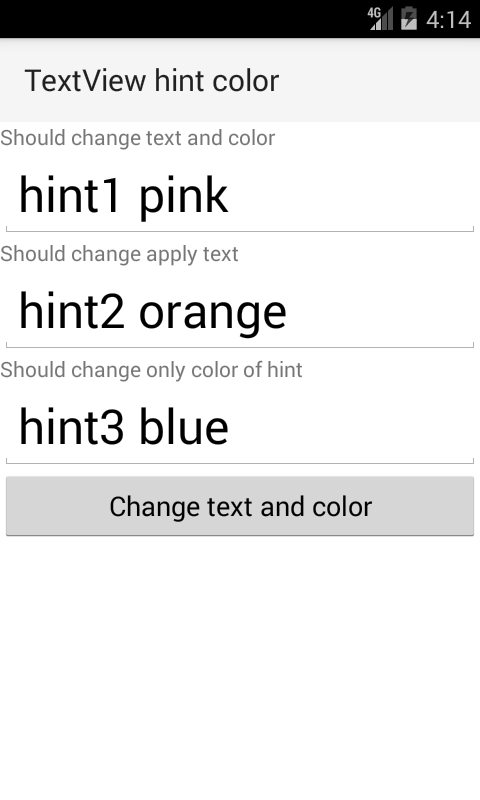 4G 4:14
TextView hint color
Should change text and color
hint1 pink
Should change apply text
hint2 orange
Should change only color of hint
hint3 blue
Change text and color